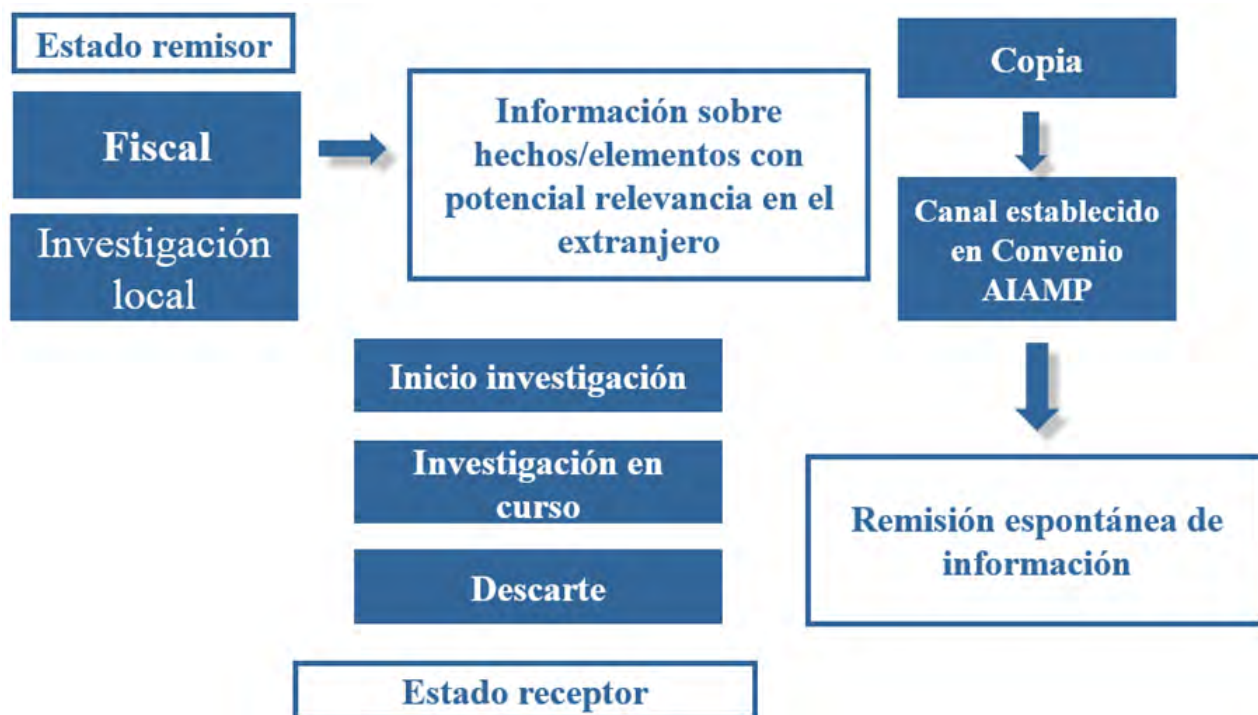 Estado remisor
Fiscal
Investigación
local
Información sobre
hechos/elementos con
potencial relevancia en el
extranjero
Copia
Canal establecido
en Convenio
AIAMP
Remisión espontánea de
información
Inicio investigación
Investigación en
curso
Descarte
Estado receptor